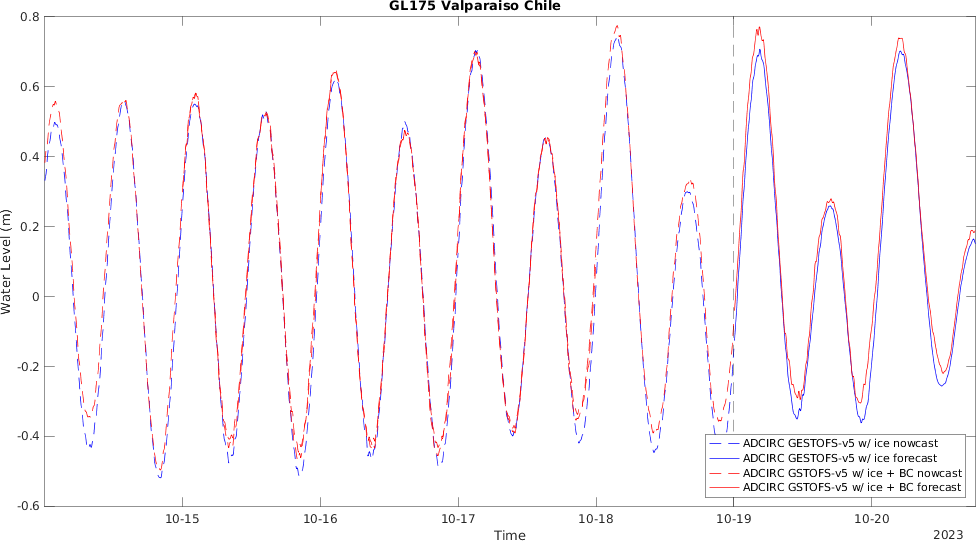 GL175 Valparaiso Chile
Water Level (m)
0.8
0.6
0.4
0.2
0
-0.2
-0.4
-0.6
ADCIRC GESTOFS-v5 w/ ice nowcast
ADCIRC GESTOFS-v5 w/ ice forecast
ADCIRC GSTOFS-v5 w/ ice + BC nowcast
ADCIRC GSTOFS-v5 w/ ice + BC forecast
10-15 10-16 10-17 10-18 10-19 10-20
Time
2023